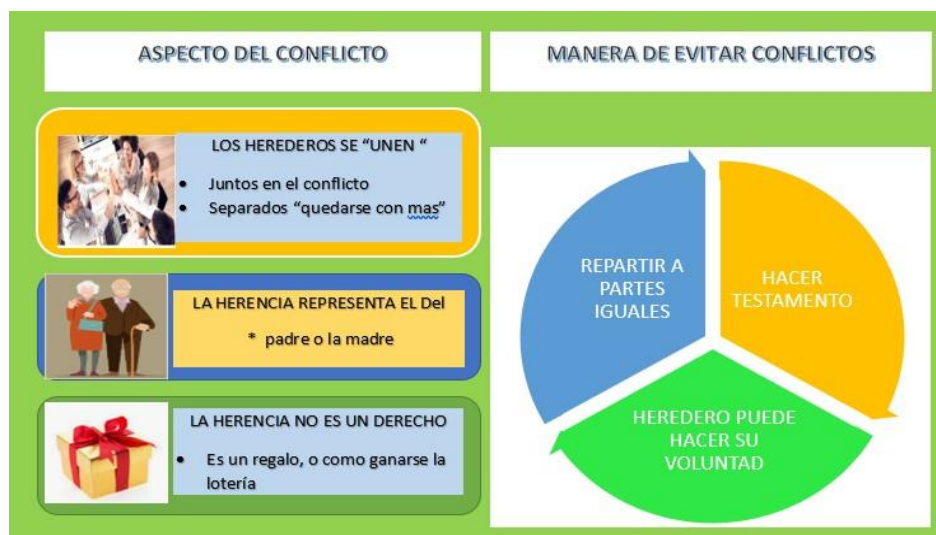 ASPECTO DEL CONFLICTO
LOS HEREDEROS SE “UNEN “
• Juntos en el conflicto
• Separados “quedarse con mas”
LA HERENCIA REPRESENTA EL Del
* padre o la madre
LA HERENCIA NO ES UN DERECHO
• Es un regalo, o como ganarse la
lotería
MANERA DE EVITAR CONFLICTOS
REPARTIR A
PARTES
IGUALES
HACER
TESTAMENTO
HEREDERO PUEDE
HACER SU
VOLUNTAD